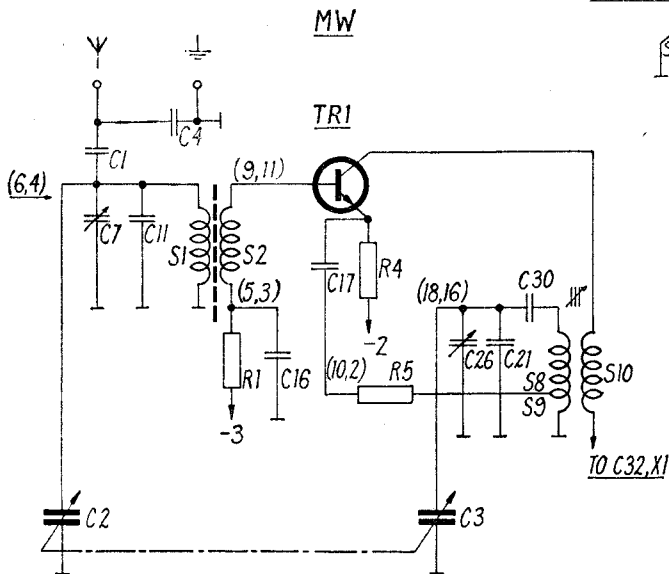 MW
TR1
C4
C1
(6,4)
(9,11)
C7
C11
S1
S2
(5,3)
C17
R4
(18,16)
C30
R1
C16
-2
-3
(10,2)
R5
C26
C21
S8
S9
S10
TO C32,X1
C2
C3